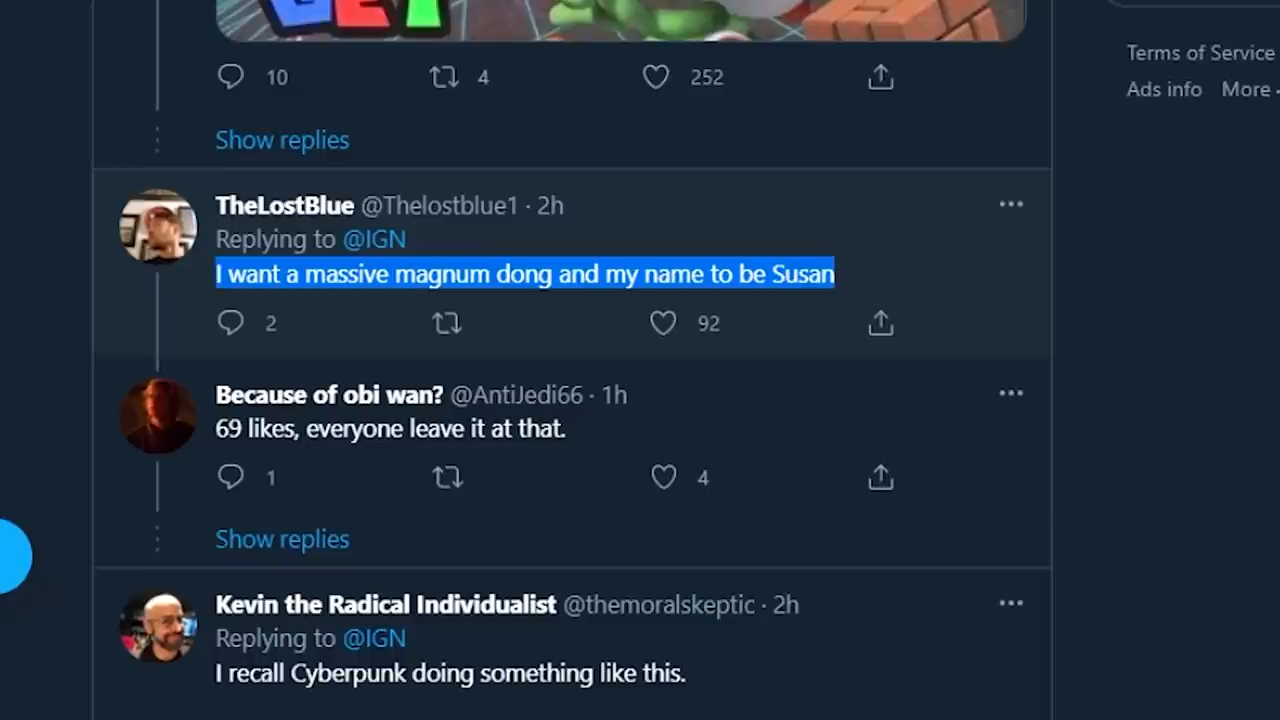 GET
10 4 252
Show replies
TheLostBlue @Thelostblue1 · 2h
Replying to @IGN
I want a massive magnum dong and my name to be Susan
2 92
Because of obi wan? @AntiJedi66 · 1h
69 likes, everyone leave it at that.
1 4
Show replies
Kevin the Radical Individualist @themoralskeptic · 2h
Replying to @IGN
I recall Cyberpunk doing something like this.
Terms of Service
Ads info More